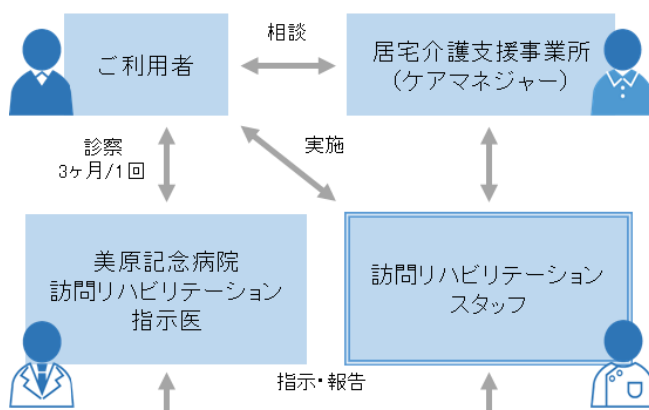 相談
ご利用者
居宅介護支援事業所
(ケアマネジャー)
診察
3ヶ月/1回
実施
美原記念病院
訪問リハビリテーション
指示医
訪問リハビリテーション
スタッフ
指示・報告